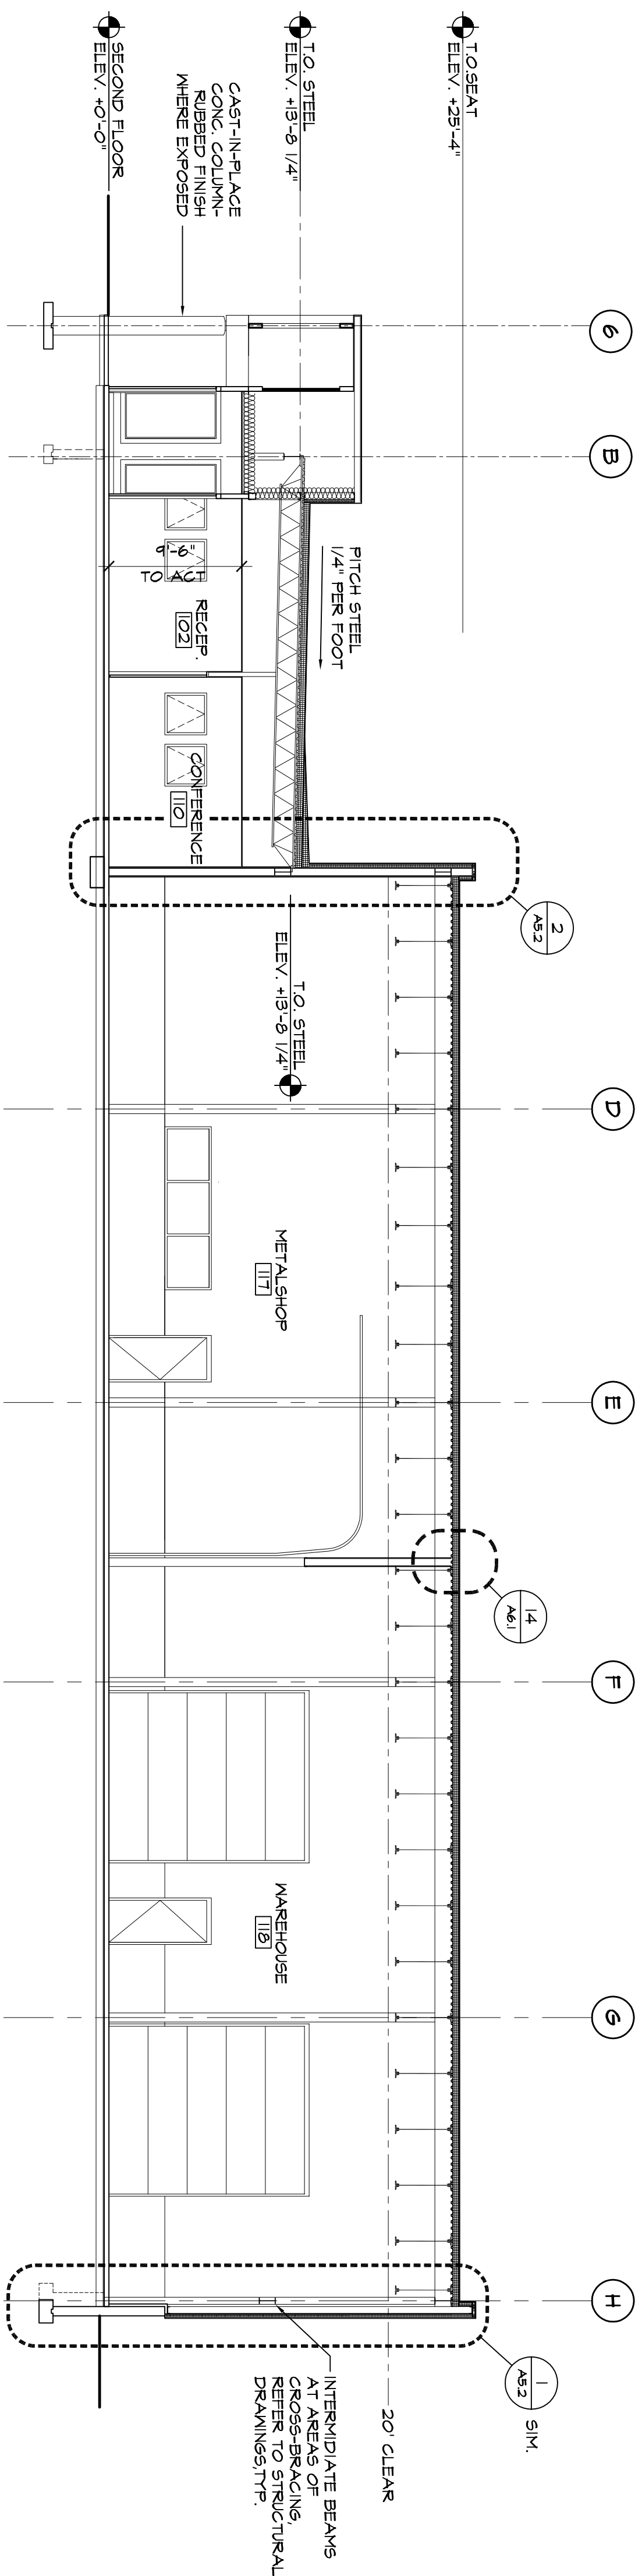 T.O.SEAT
ELEV. +25'-4"
T.O. STEEL
ELEV. +13'-8 1/4"
SECOND FLOOR
ELEV. +0'-0"
CAST-IN-PLACE
CONC. COLUMN-
RUBBED FINISH
WHERE EXPOSED
6
B
PITCH STEEL
1/4" PER FOOT
9'-6"
TO ACT
RECEP.
102
CONFERENCE
110
2
A5.2
T.O. STEEL
ELEV. +13'-8 1/4"
D
METALSHOP
117
E
14
A6.1
F
WAREHOUSE
118
G
H
1
A5.2
SIM.
20' CLEAR
INTERMIDIATE BEAMS
AT AREAS OF
CROSS-BRACING,
REFER TO STRUCTURAL
DRAWINGS,TYP.